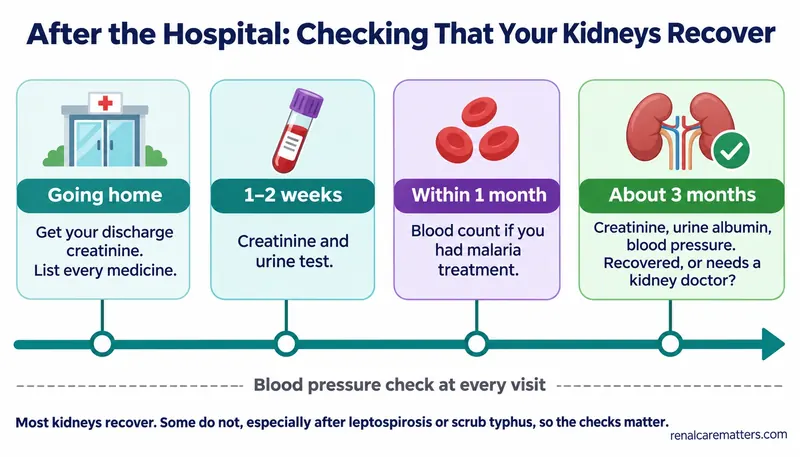 After the Hospital: Checking That Your Kidneys Recover
Going home
Get your discharge
creatinine.
List every medicine.
1–2 weeks
Creatinine and
urine test.
Within 1 month
Blood count if you
had malaria
treatment.
About 3 months
Creatinine, urine albumin,
blood pressure.
Recovered, or needs a
kidney doctor?
Blood pressure check at every visit
Most kidneys recover. Some do not, especially after leptospirosis or scrub typhus, so the checks matter.
renalcarematters.com